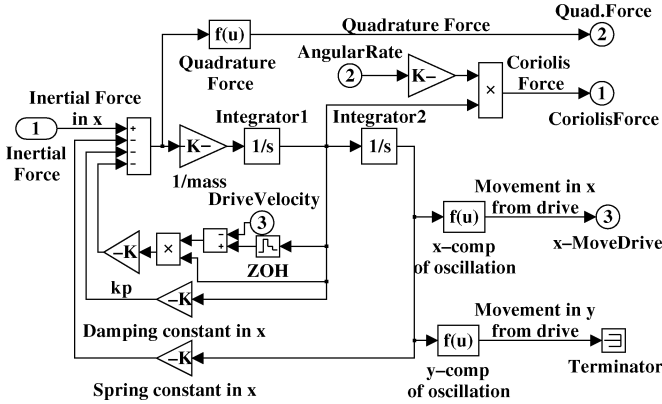 Quad.Force
f(u)
Quadrature Force
2
Quadrature
Force
AngularRate
2
K−
Coriolis
Force
×
1
CoriolisForce
Inertial Force
in x
1
Inertial
Force
+
−
−
−
−K−
1/mass
Integrator1
1/s
Integrator2
1/s
DriveVelocity
3
−
+
ZOH
×
−K
kp
−K
Damping constant in x
−K
Spring constant in x
f(u)
x−comp
of oscillation
Movement in x
from drive
3
x−MoveDrive
f(u)
y−comp
of oscillation
Movement in y
from drive
Terminator